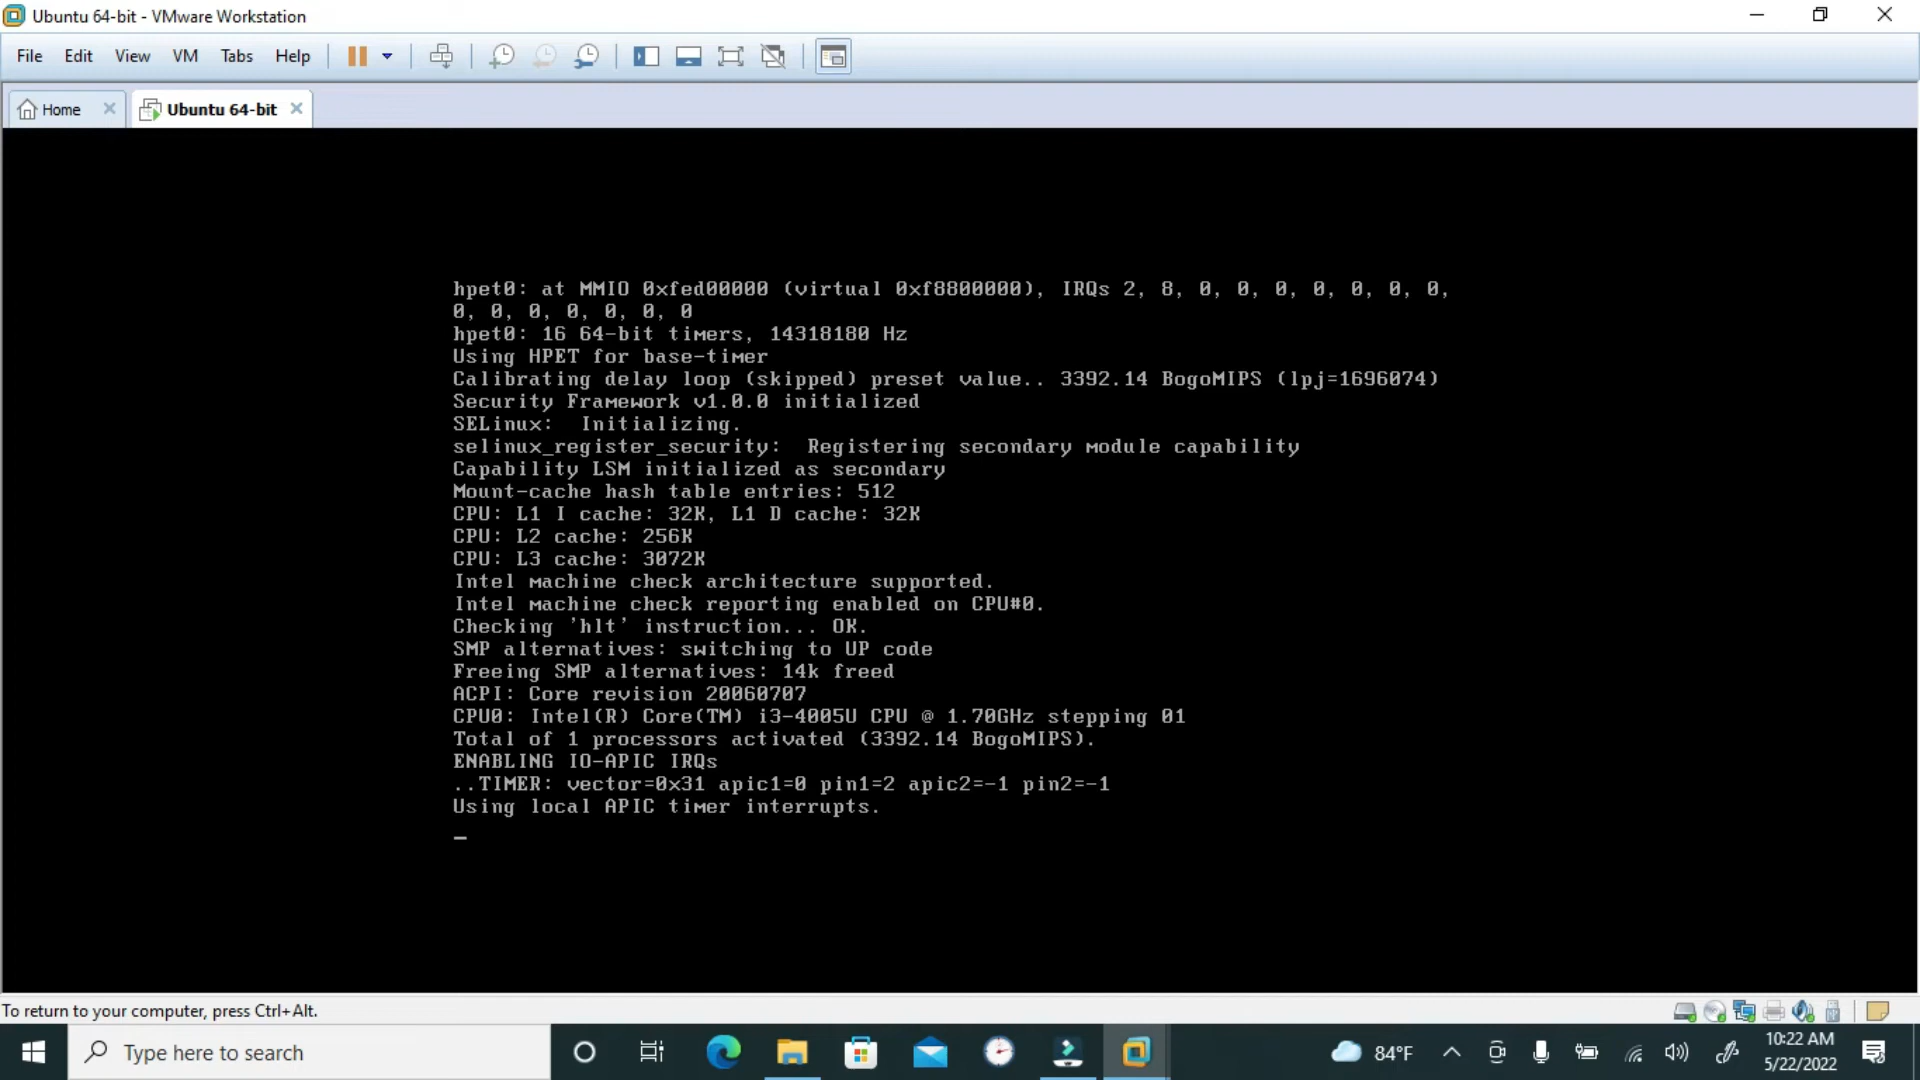 Ubuntu 64-bit - VMware Workstation
File Edit View VM Tabs Help
Home Ubuntu 64-bit
hpet0: at MMIO 0xfed00000 (virtual 0xf8800000), IRQs 2, 8, 0, 0, 0, 0, 0, 0, 0,
0, 0, 0, 0, 0, 0, 0
hpet0: 16 64-bit timers, 14318180 Hz
Using HPET for base-timer
Calibrating delay loop (skipped) preset value.. 3392.14 BogoMIPS (lpj=1696074)
Security Framework v1.0.0 initialized
SELinux:  Initializing.
selinux_register_security:  Registering secondary module capability
Capability LSM initialized as secondary
Mount-cache hash table entries: 512
CPU: L1 I cache: 32K, L1 D cache: 32K
CPU: L2 cache: 256K
CPU: L3 cache: 3072K
Intel machine check architecture supported.
Intel machine check reporting enabled on CPU#0.
Checking 'hlt' instruction... OK.
SMP alternatives: switching to UP code
Freeing SMP alternatives: 14k freed
ACPI: Core revision 20060707
CPU0: Intel(R) Core(TM) i3-4005U CPU @ 1.70GHz stepping 01
Total of 1 processors activated (3392.14 BogoMIPS).
ENABLING IO-APIC IRQs
..TIMER: vector=0x31 apic1=0 pin1=2 apic2=-1 pin2=-1
Using local APIC timer interrupts.
_
To return to your computer, press Ctrl+Alt.
Type here to search
84°F
10:22 AM
5/22/2022